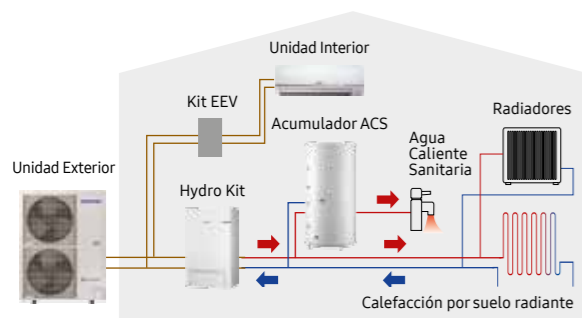 Unidad Interior
Kit EEV
Radiadores
Acumulador ACS
Agua
Caliente
Sanitaria
Unidad Exterior
Hydro Kit
Calefacción por suelo radiante